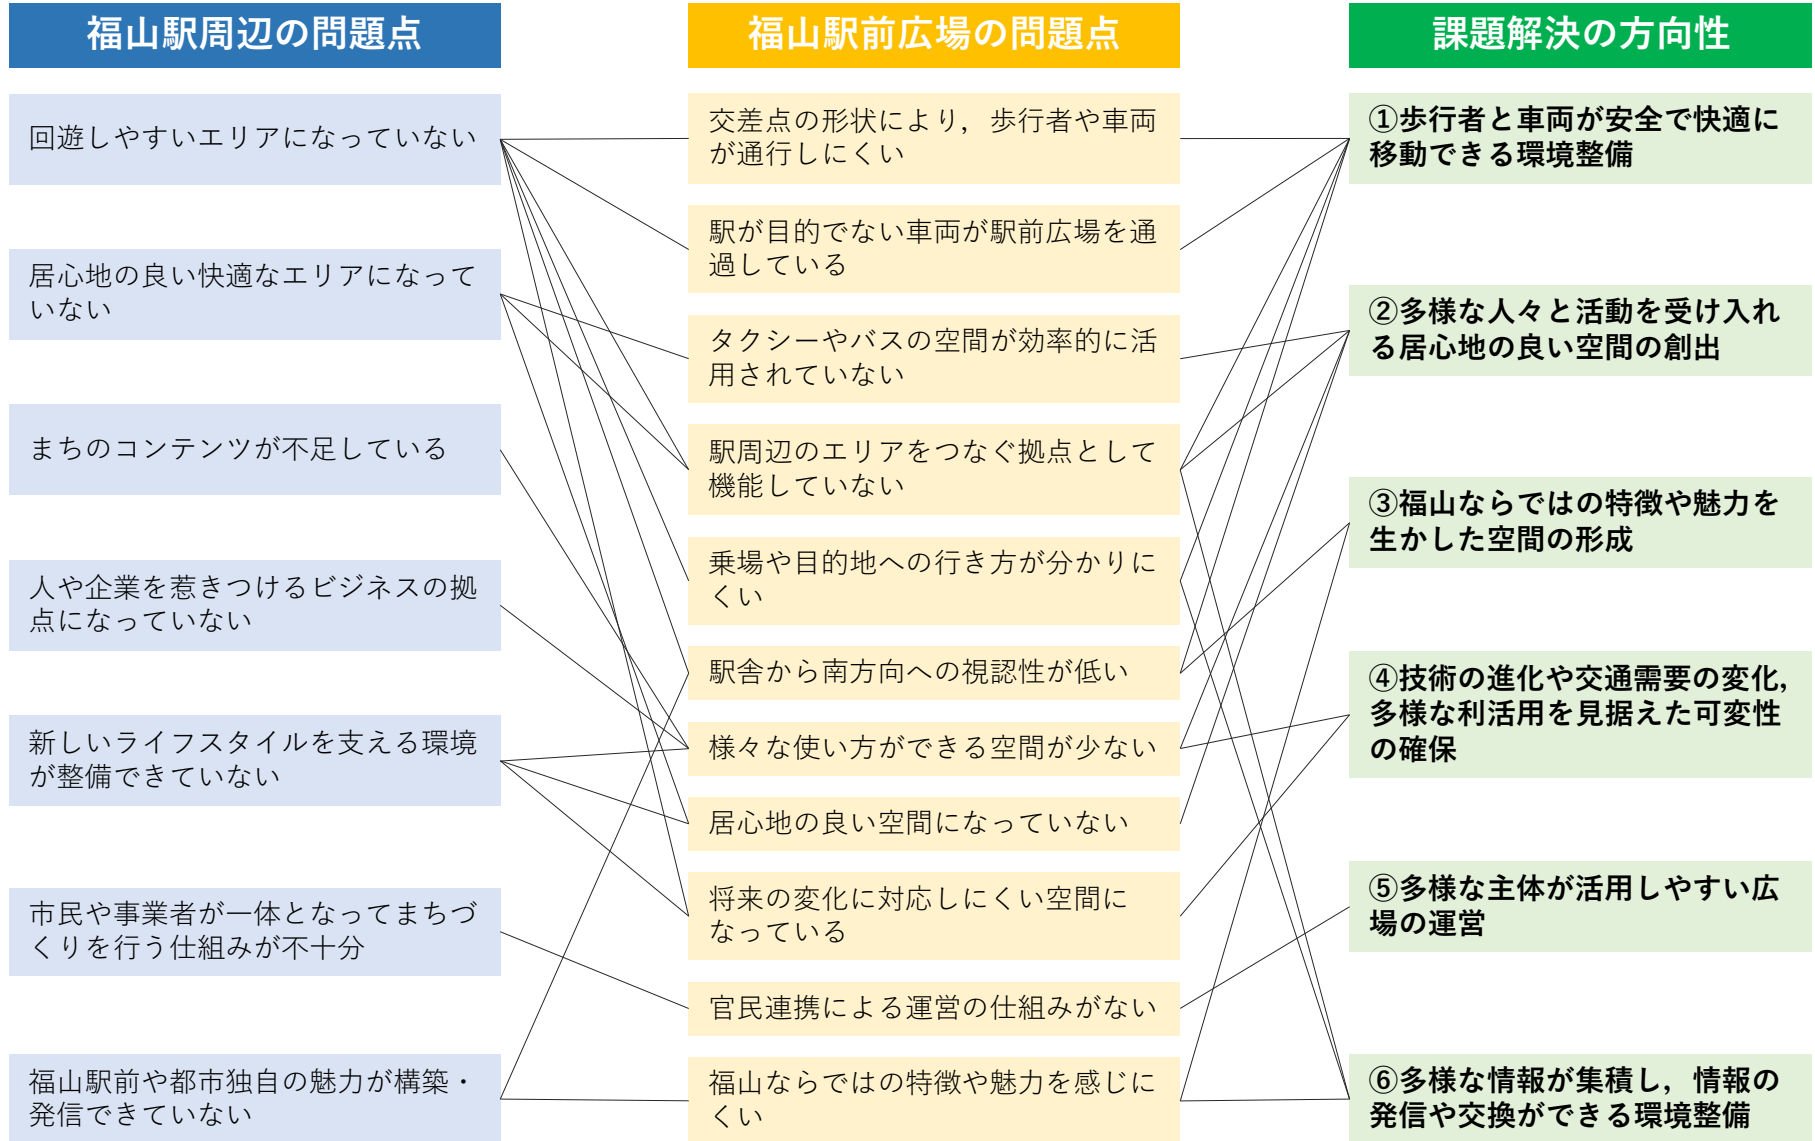 福山駅周辺の問題点
回遊しやすいエリアになっていない
居心地の良い快適なエリアになって
いない
まちのコンテンツが不足している
人や企業を惹きつけるビジネスの拠
点になっていない
新しいライフスタイルを支える環境
が整備できていない
市民や事業者が一体となってまちづ
くりを行う仕組みが不十分
福山駅前や都市独自の魅力が構築・
発信できていない
福山駅前広場の問題点
交差点の形状により，歩行者や車両
が通行しにくい
駅が目的でない車両が駅前広場を通
過している
タクシーやバスの空間が効率的に活
用されていない
駅周辺のエリアをつなぐ拠点として
機能していない
乗場や目的地への行き方が分かりに
くい
駅舎から南方向への視認性が低い
様々な使い方ができる空間が少ない
居心地の良い空間になっていない
将来の変化に対応しにくい空間に
なっている
官民連携による運営の仕組みがない
福山ならではの特徴や魅力を感じに
くい
課題解決の方向性
①歩行者と車両が安全で快適に
移動できる環境整備
②多様な人々と活動を受け入れ
る居心地の良い空間の創出
③福山ならではの特徴や魅力を
生かした空間の形成
④技術の進化や交通需要の変化，
多様な利活用を見据えた可変性
の確保
⑤多様な主体が活用しやすい広
場の運営
⑥多様な情報が集積し，情報の
発信や交換ができる環境整備